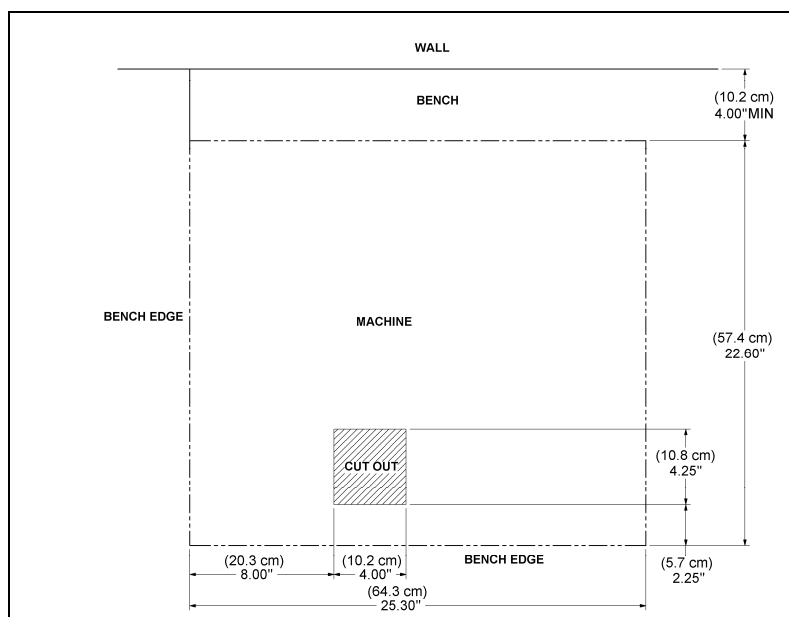 WALL
BENCH
(10.2 cm)
4.00"MIN
BENCH EDGE
MACHINE
(57.4 cm)
22.60"
CUT OUT
(10.8 cm)
4.25"
(20.3 cm)
8.00"
(10.2 cm)
4.00"
BENCH EDGE
(5.7 cm)
2.25"
(64.3 cm)
25.30"